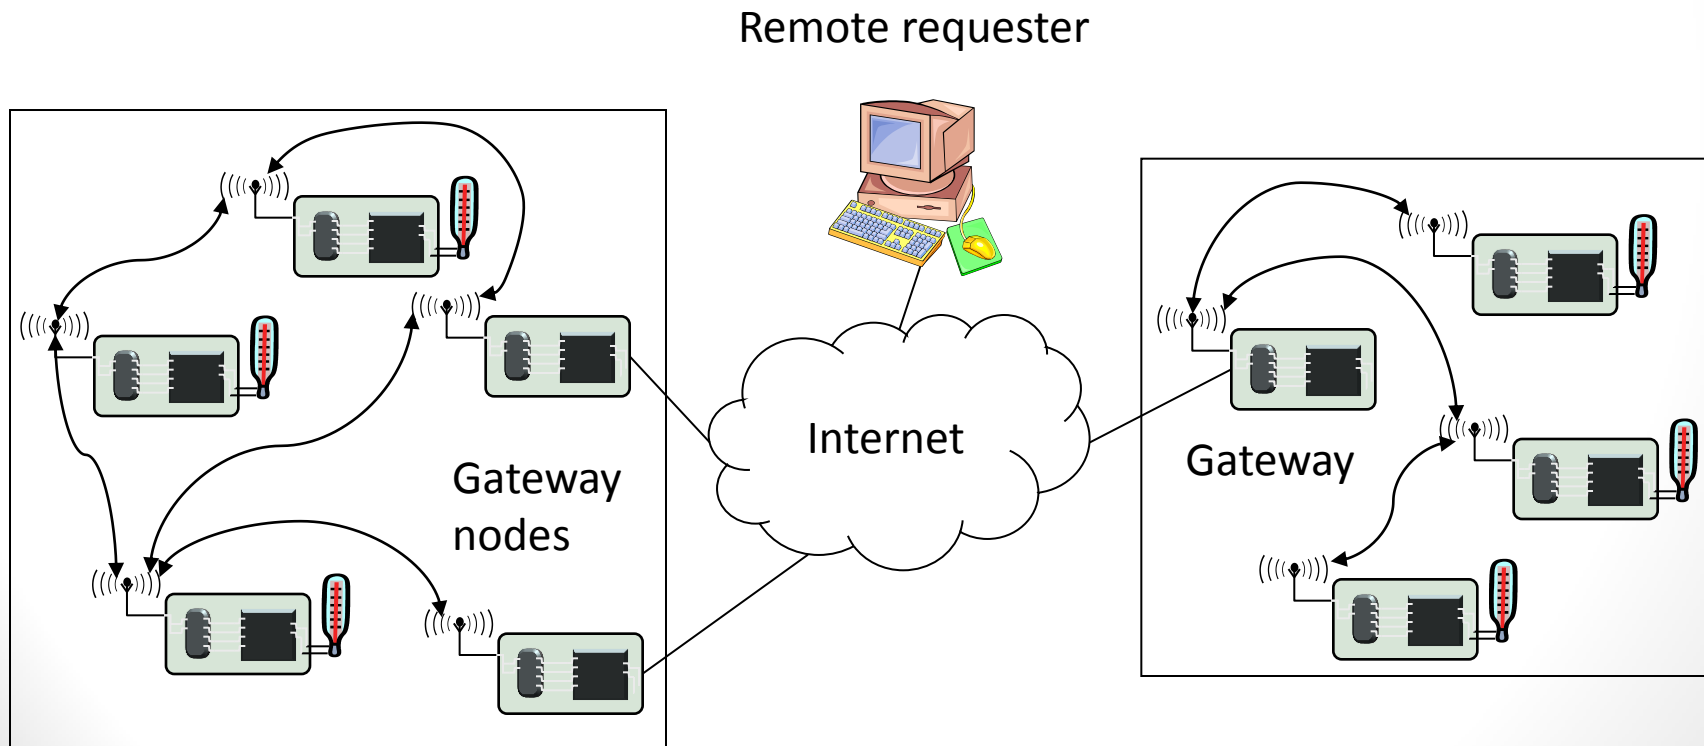 Remote requester
Internet
Gateway
nodes
Gateway